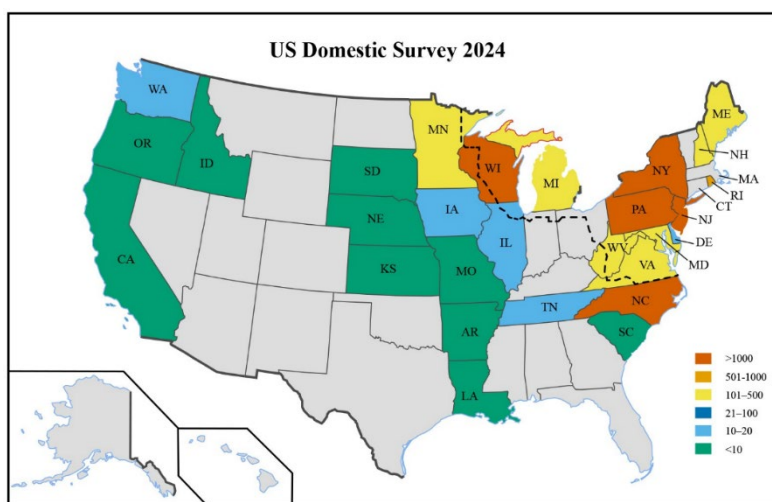 US Domestic Survey 2024
WA
OR
ID
CA
SD
NE
KS
MN
IA
MO
AR
LA
WI
IL
MI
TN
WV
VA
NC
SC
PA
NY
ME
NH
MA
RI
CT
NJ
DE
MD
>1000
501-1000
101–500
21–100
10–20
<10